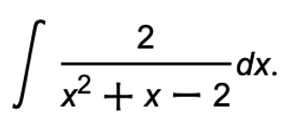 ∫ 2/(x² + x − 2) dx.